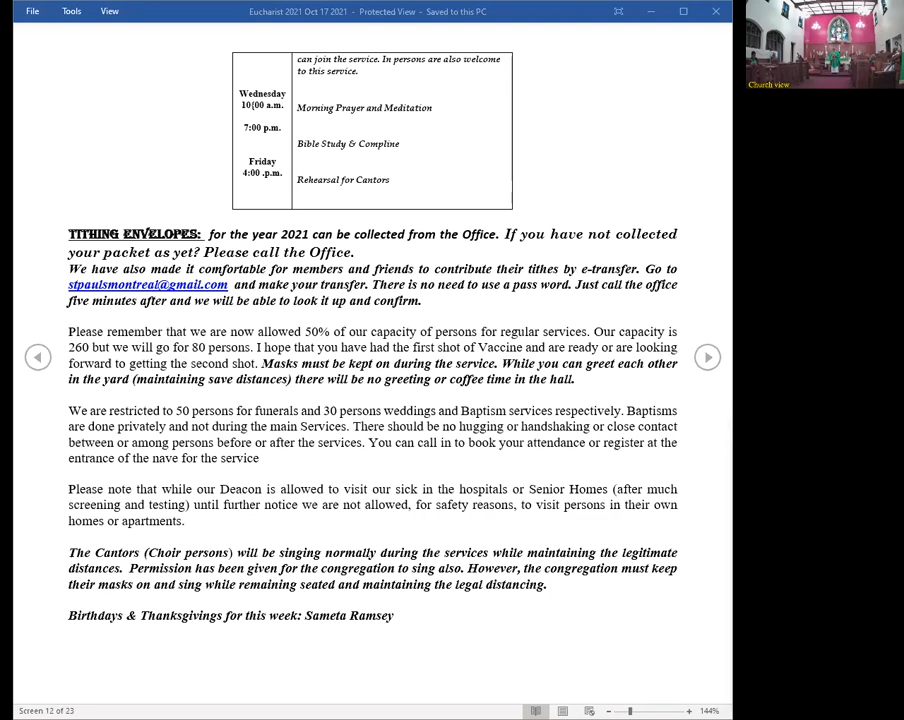 File Tools View Eucharist 2021 Oct 17 2021 - Protected View - Saved to this PC
Church view
can join the service. In persons are also welcome
to this service.
Wednesday
10{00 a.m.
Morning Prayer and Meditation
7:00 p.m.
Bible Study & Compline
Friday
4:00 .p.m.
Rehearsal for Cantors
TITHING ENVELOPES: for the year 2021 can be collected from the Office. If you have not collected
your packet as yet? Please call the Office.
We have also made it comfortable for members and friends to contribute their tithes by e-transfer. Go to
stpaulsmontreal@gmail.com and make your transfer. There is no need to use a pass word. Just call the office
five minutes after and we will be able to look it up and confirm.
Please remember that we are now allowed 50% of our capacity of persons for regular services. Our capacity is
260 but we will go for 80 persons. I hope that you have had the first shot of Vaccine and are ready or are looking
forward to getting the second shot. Masks must be kept on during the service. While you can greet each other
in the yard (maintaining save distances) there will be no greeting or coffee time in the hall.
We are restricted to 50 persons for funerals and 30 persons weddings and Baptism services respectively. Baptisms
are done privately and not during the main Services. There should be no hugging or handshaking or close contact
between or among persons before or after the services. You can call in to book your attendance or register at the
entrance of the nave for the service
Please note that while our Deacon is allowed to visit our sick in the hospitals or Senior Homes (after much
screening and testing) until further notice we are not allowed, for safety reasons, to visit persons in their own
homes or apartments.
The Cantors (Choir persons) will be singing normally during the services while maintaining the legitimate
distances. Permission has been given for the congregation to sing also. However, the congregation must keep
their masks on and sing while remaining seated and maintaining the legal distancing.
Birthdays & Thanksgivings for this week: Sameta Ramsey
Screen 12 of 23
144%